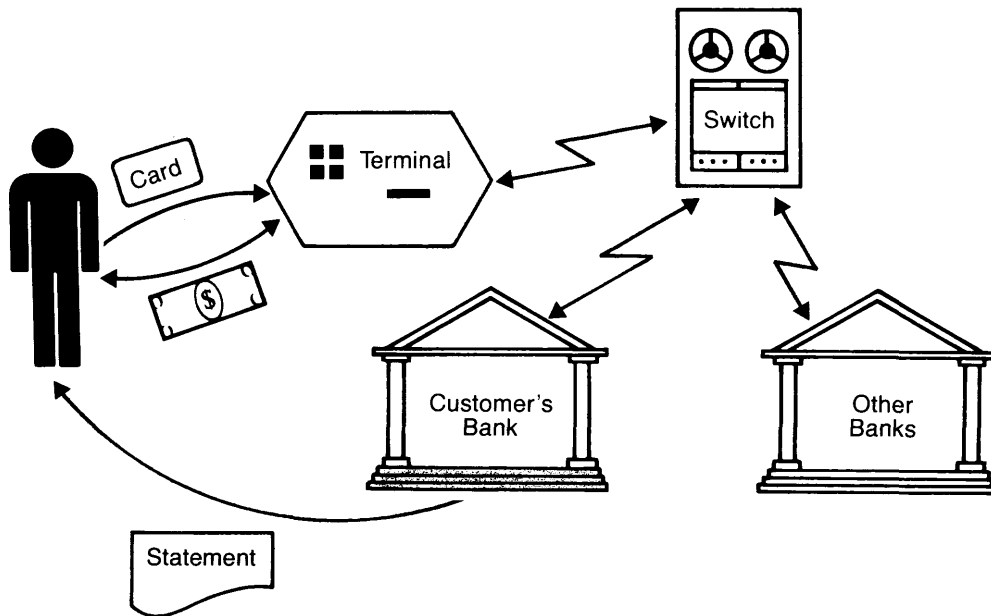 Card
Terminal
Switch
$
Customer's
Bank
Other
Banks
Statement